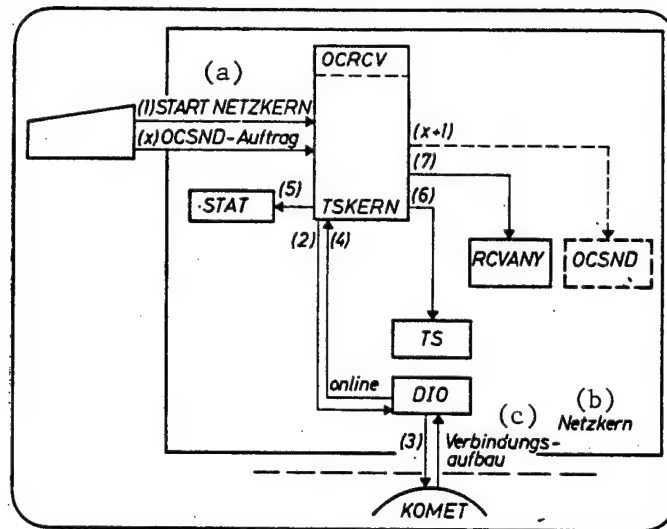 OCRCV
(a)
(1) START NETZKERN
(x) OCSND-Auftrag
(x+1)
(7)
(5)
(6)
STAT
TSKERN
(2)
(4)
RCVANY
OCSND
TS
online
DIO
(c)
(b)
Netzkern
(3)
Verbindungs-
aufbau
KOMET